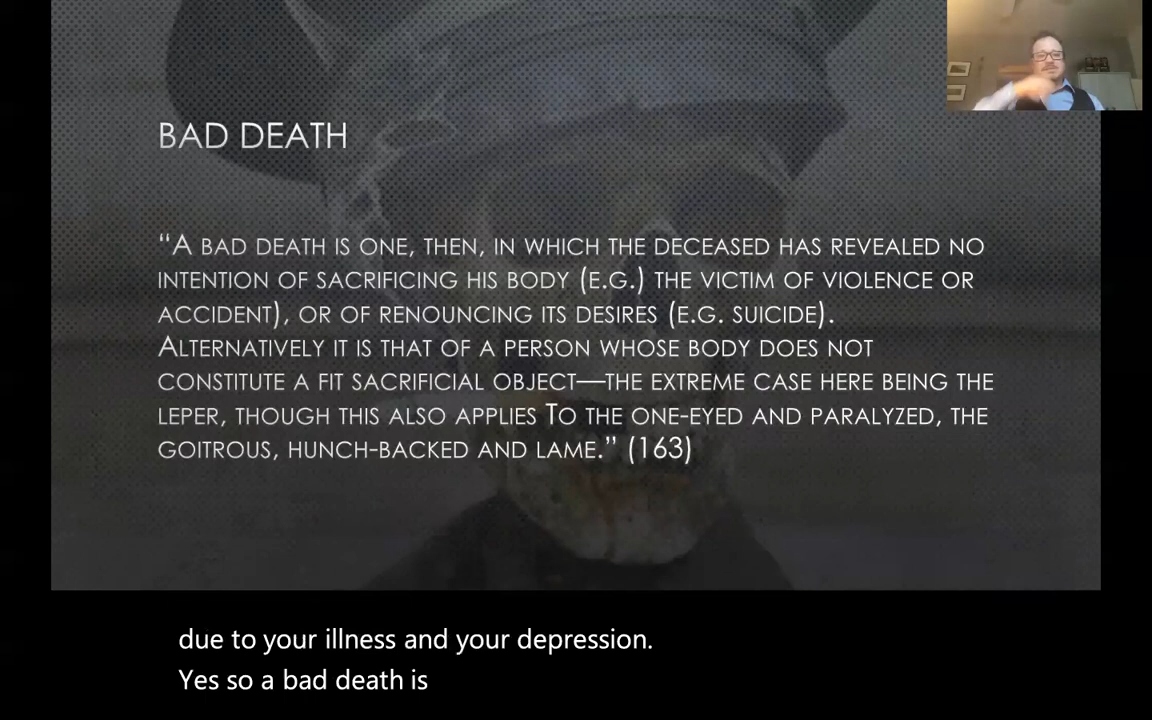 BAD DEATH
“A BAD DEATH IS ONE, THEN, IN WHICH THE DECEASED HAS REVEALED NO
INTENTION OF SACRIFICING HIS BODY (E.G.) THE VICTIM OF VIOLENCE OR
ACCIDENT), OR OF RENOUNCING ITS DESIRES (E.G. SUICIDE).
ALTERNATIVELY IT IS THAT OF A PERSON WHOSE BODY DOES NOT
CONSTITUTE A FIT SACRIFICIAL OBJECT—THE EXTREME CASE HERE BEING THE
LEPER, THOUGH THIS ALSO APPLIES TO THE ONE-EYED AND PARALYZED, THE
GOITROUS, HUNCH-BACKED AND LAME.” (163)
due to your illness and your depression.
Yes so a bad death is